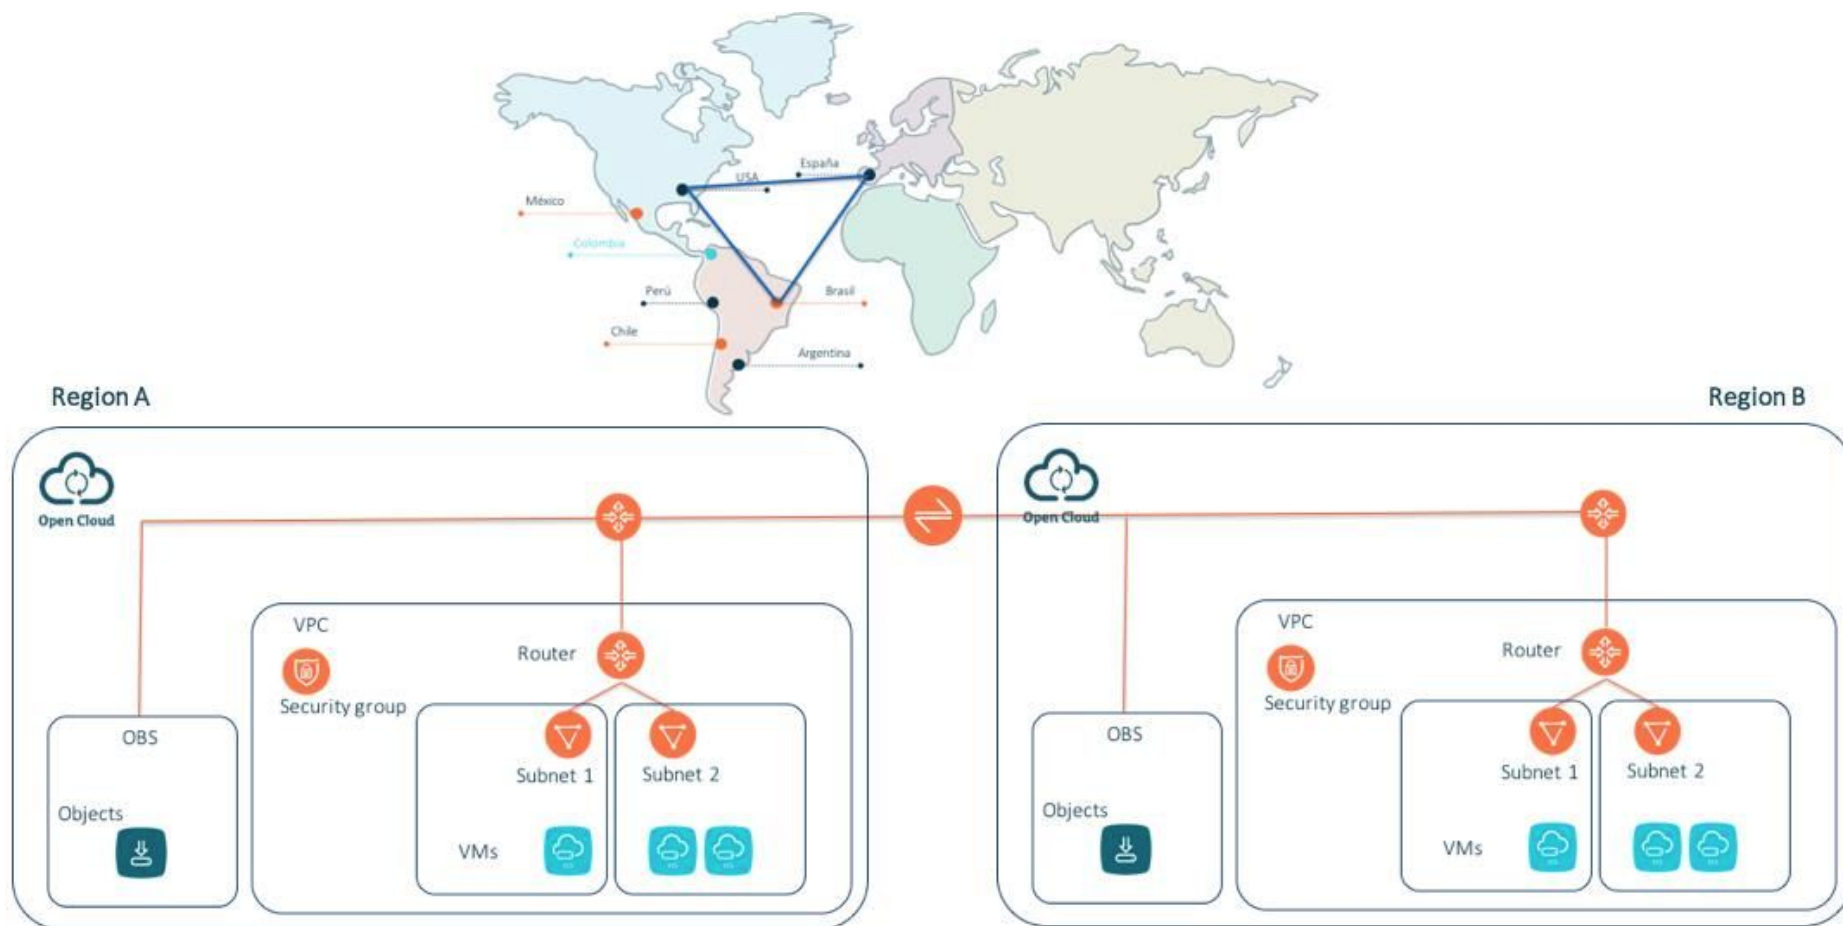 España
USA
México
Colombia
Perú
Brasil
Chile
Argentina
Region A
Region B
Open Cloud
Open Cloud
VPC
Router
Security group
OBS
Subnet 1
Subnet 2
Objects
VMs
VPC
Router
Security group
OBS
Subnet 1
Subnet 2
Objects
VMs